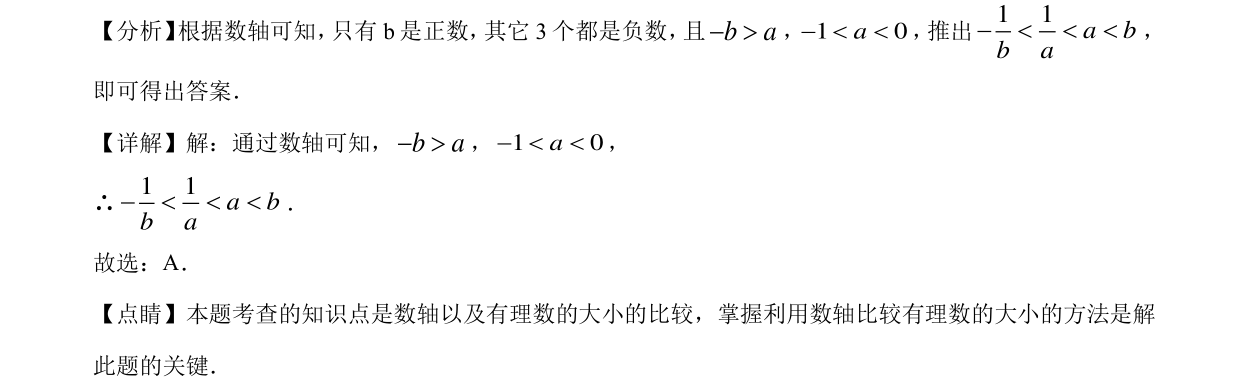 【分析】根据数轴可知，只有 b 是正数，其它 3 个都是负数，且 −b > a ，−1 < a < 0，推出 −1/b < 1/a < a < b ，
即可得出答案．
【详解】解：通过数轴可知， −b > a ， −1 < a < 0 ，
∴ −1/b < 1/a < a < b ．
故选：A．
【点睛】本题考查的知识点是数轴以及有理数的大小的比较，掌握利用数轴比较有理数的大小的方法是解
此题的关键．